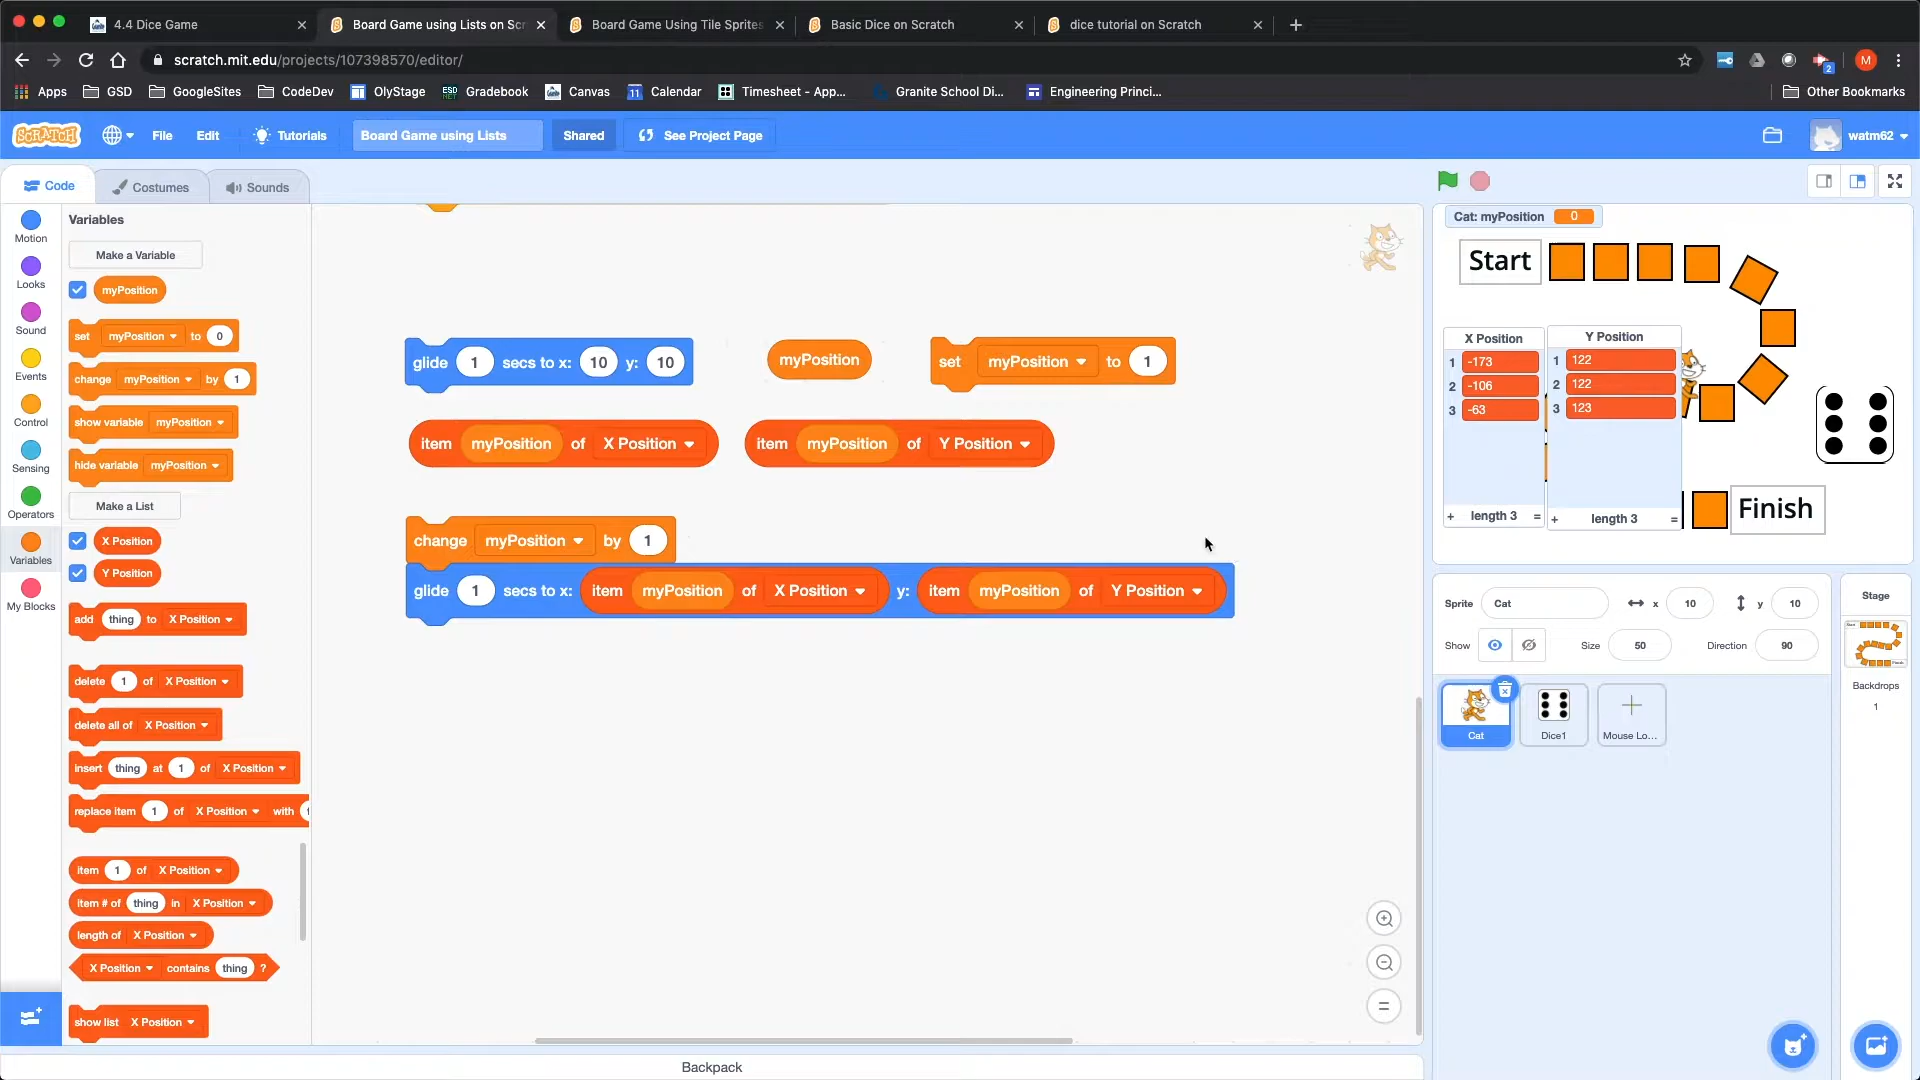 4.4 Dice Game
Board Game using Lists on Scr
Board Game Using Tile Sprites
Basic Dice on Scratch
dice tutorial on Scratch
scratch.mit.edu/projects/107398570/editor/
M
2
Apps
GSD
GoogleSites
CodeDev
OlyStage
Gradebook
Canvas
11
Calendar
Timesheet - App...
Granite School Di...
Engineering Princi...
Other Bookmarks
SCRATCH
File
Edit
Tutorials
Board Game using Lists
Shared
See Project Page
watm62
Code
Costumes
Sounds
Motion
Looks
Sound
Events
Control
Sensing
Operators
Variables
My Blocks
Variables
Make a Variable
myPosition
set myPosition to 0
change myPosition by 1
show variable myPosition
hide variable myPosition
Make a List
X Position
Y Position
add thing to X Position
delete 1 of X Position
delete all of X Position
insert thing at 1 of X Position
replace item 1 of X Position with
item 1 of X Position
item # of thing in X Position
length of X Position
X Position contains thing ?
show list X Position
glide 1 secs to x: 10 y: 10
myPosition
set myPosition to 1
item myPosition of X Position
item myPosition of Y Position
change myPosition by 1
glide 1 secs to x: item myPosition of X Position y: item myPosition of Y Position
Cat: myPosition 0
Start
X Position
1 -173
2 -106
3 -63
+ length 3 =
Y Position
1 122
2 122
3 123
+ length 3 =
Finish
Sprite Cat x 10 y 10
Show Size 50 Direction 90
Cat
Dice1
Mouse Lo...
Stage
Backdrops
1
Backpack